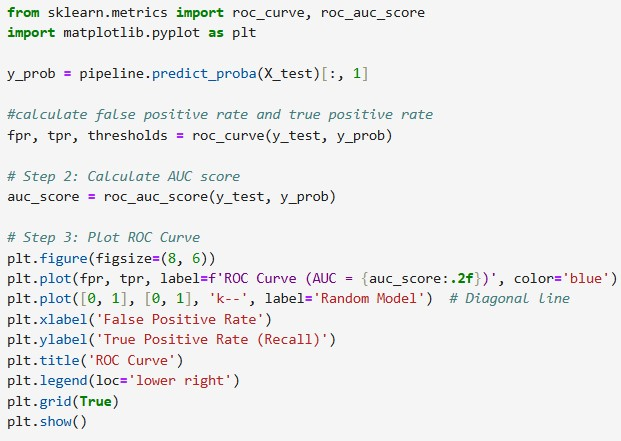 from sklearn.metrics import roc_curve, roc_auc_score
import matplotlib.pyplot as plt
y_prob = pipeline.predict_proba(X_test)[:, 1]
#calculate false positive rate and true positive rate
fpr, tpr, thresholds = roc_curve(y_test, y_prob)
# Step 2: Calculate AUC score
auc_score = roc_auc_score(y_test, y_prob)
# Step 3: Plot ROC Curve
plt.figure(figsize=(8, 6))
plt.plot(fpr, tpr, label=f'ROC Curve (AUC = {auc_score:.2f})', color='blue')
plt.plot([0, 1], [0, 1], 'k--', label='Random Model')  # Diagonal line
plt.xlabel('False Positive Rate')
plt.ylabel('True Positive Rate (Recall)')
plt.title('ROC Curve')
plt.legend(loc='lower right')
plt.grid(True)
plt.show()